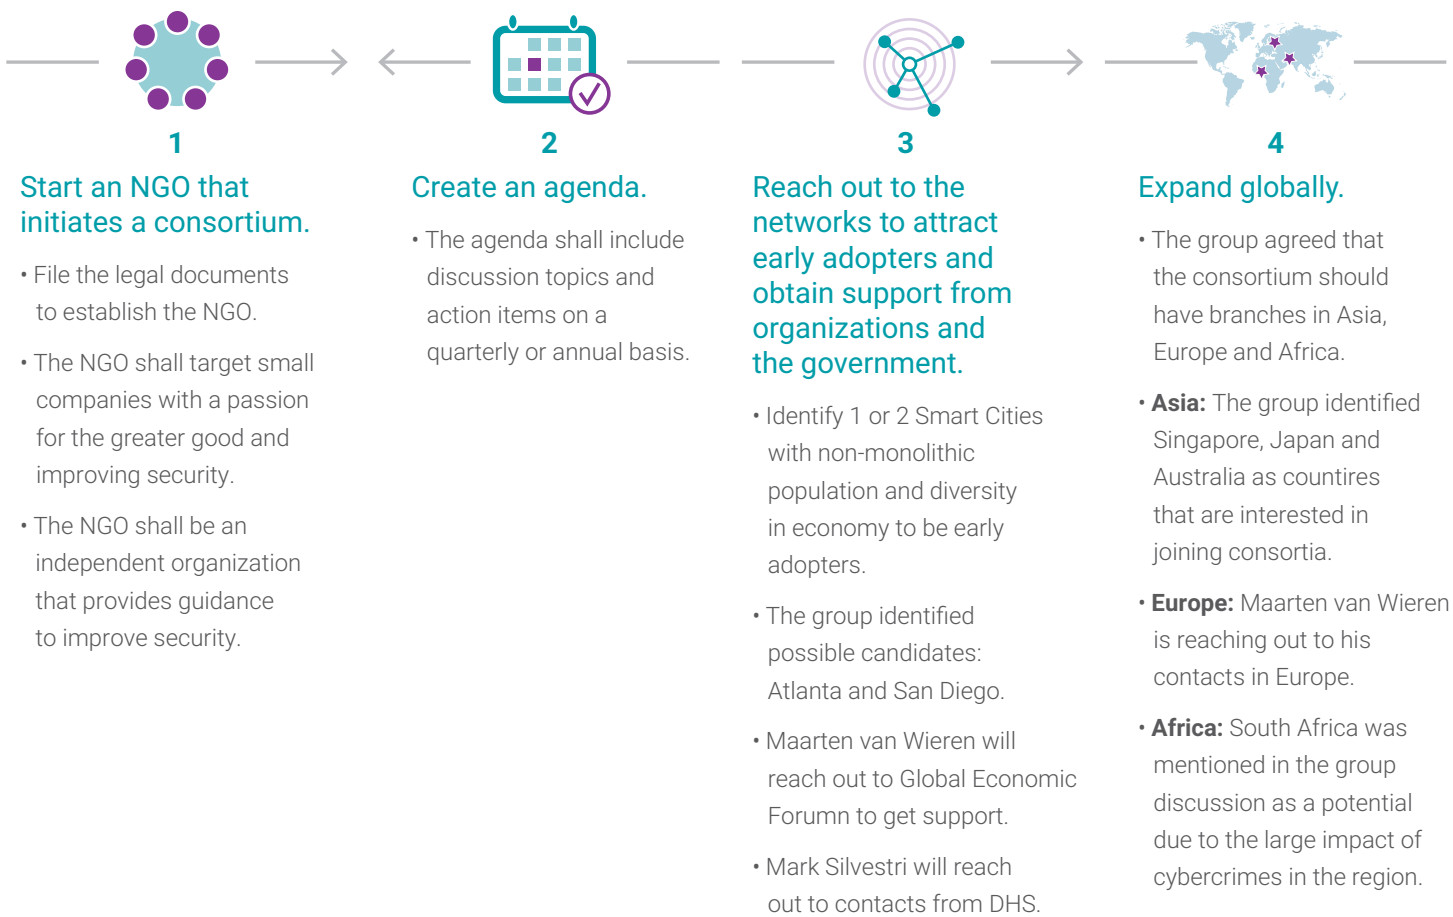 1
Start an NGO that
initiates a consortium.
• File the legal documents
to establish the NGO.
• The NGO shall target small
companies with a passion
for the greater good and
improving security.
• The NGO shall be an
independent organization
that provides guidance
to improve security.
2
Create an agenda.
• The agenda shall include
discussion topics and
action items on a
quarterly or annual basis.
3
Reach out to the
networks to attract
early adopters and
obtain support from
organizations and
the government.
• Identify 1 or 2 Smart Cities
with non-monolithic
population and diversity
in economy to be early
adopters.
• The group identified
possible candidates:
Atlanta and San Diego.
• Maarten van Wieren will
reach out to Global Economic
Forumn to get support.
• Mark Silvestri will reach
out to contacts from DHS.
4
Expand globally.
• The group agreed that
the consortium should
have branches in Asia,
Europe and Africa.
• Asia: The group identified
Singapore, Japan and
Australia as countires
that are interested in
joining consortia.
• Europe: Maarten van Wieren
is reaching out to his
contacts in Europe.
• Africa: South Africa was
mentioned in the group
discussion as a potential
due to the large impact of
cybercrimes in the region.